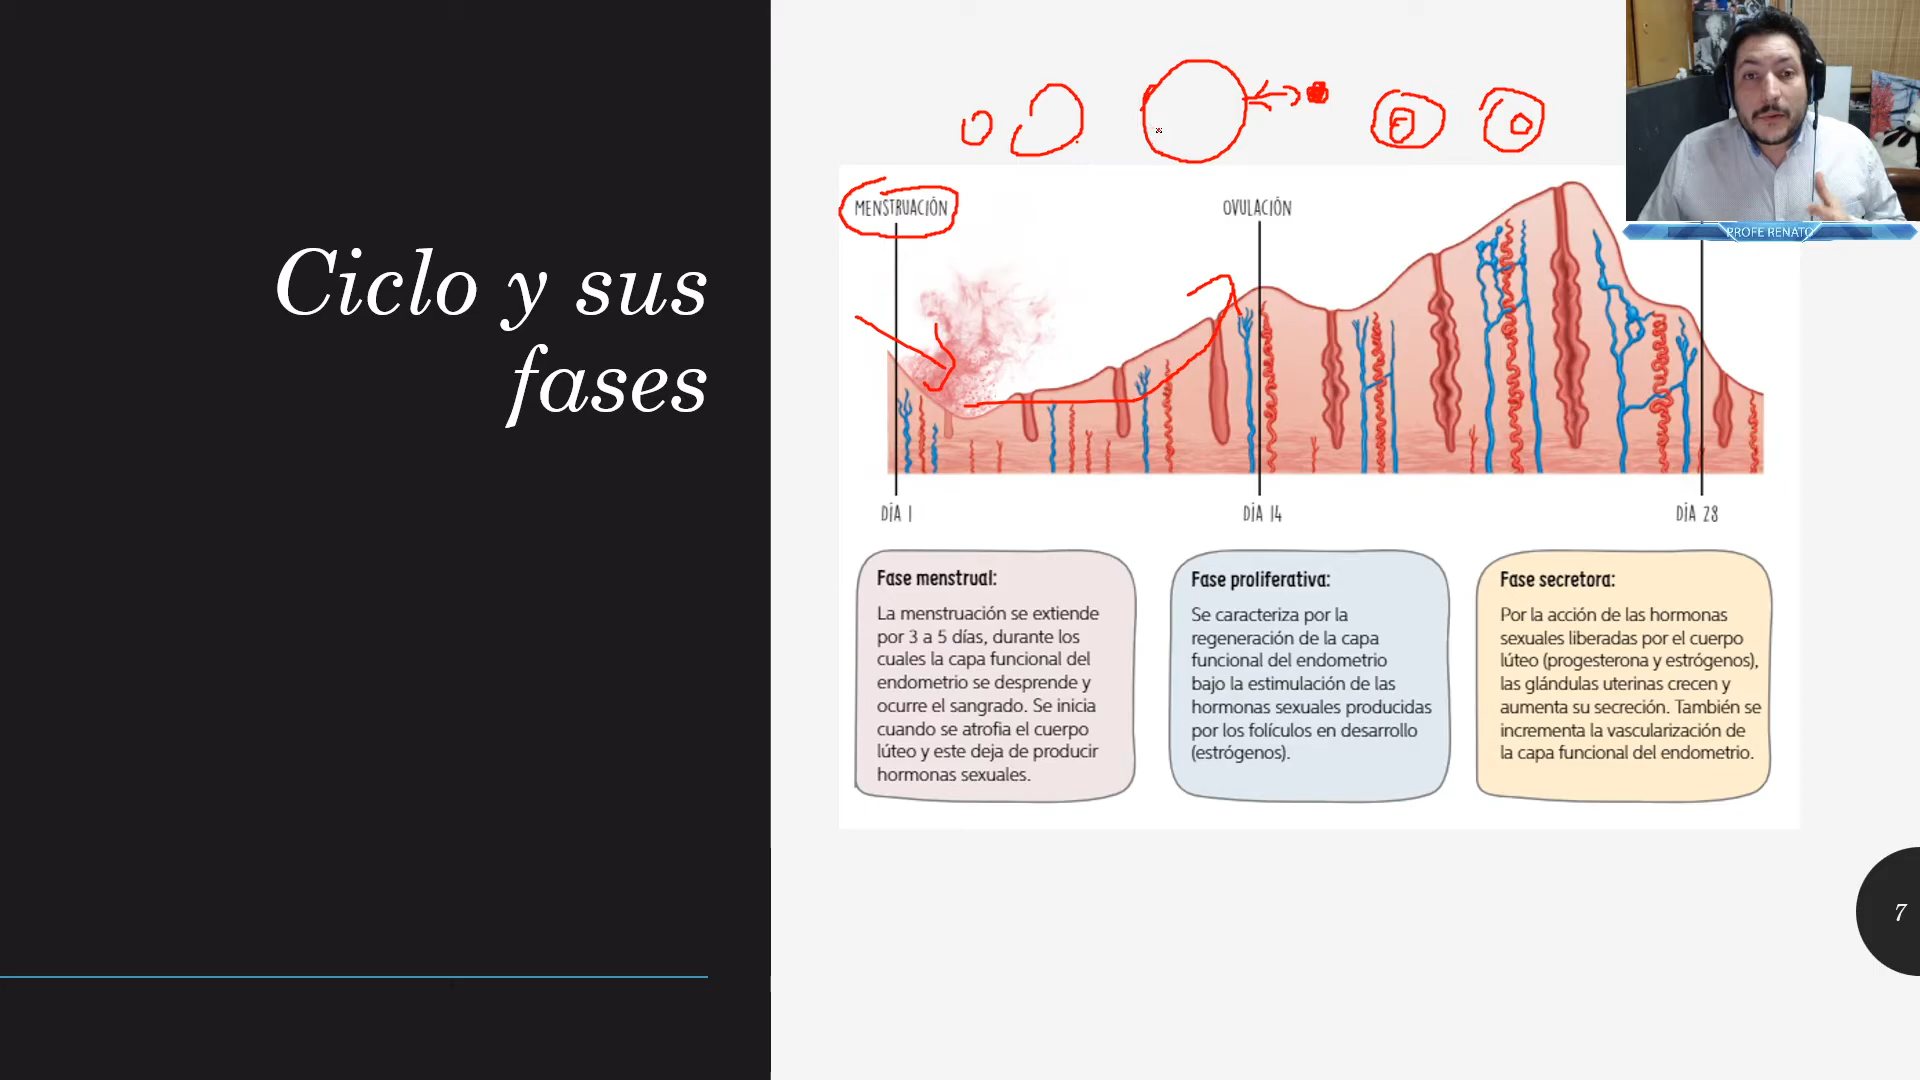 Ciclo y sus
fases
MENSTRUACIÓN
OVULACIÓN
PROFE RENATO
DÍA 1
DÍA 14
DÍA 28
Fase menstrual:
La menstruación se extiende
por 3 a 5 días, durante los
cuales la capa funcional del
endometrio se desprende y
ocurre el sangrado. Se inicia
cuando se atrofia el cuerpo
lúteo y este deja de producir
hormonas sexuales.
Fase proliferativa:
Se caracteriza por la
regeneración de la capa
funcional del endometrio
bajo la estimulación de las
hormonas sexuales producidas
por los folículos en desarrollo
(estrógenos).
Fase secretora:
Por la acción de las hormonas
sexuales liberadas por el cuerpo
lúteo (progesterona y estrógenos),
las glándulas uterinas crecen y
aumenta su secreción. También se
incrementa la vascularización de
la capa funcional del endometrio.
7